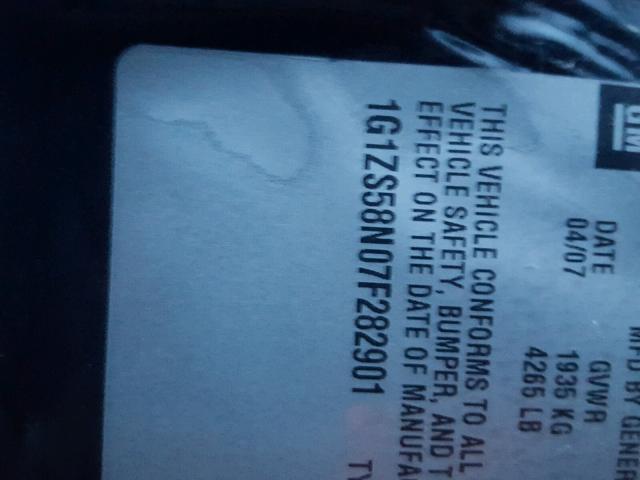 GM
MFD BY GENER
DATE GVWR
04/07 1935 KG
4265 LB
THIS VEHICLE CONFORMS TO ALL
VEHICLE SAFETY, BUMPER, AND T
EFFECT ON THE DATE OF MANUFA
1G1ZS58N07F282901 TY